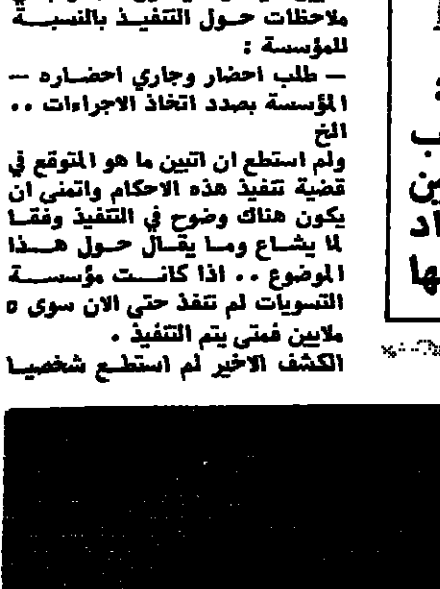 ملاحظات حول التنفيذ بالنسبة
للمؤسسة :
— طلب احضار وجاري احضاره —
المؤسسة بصدد اتخاذ الاجراءات ..
الخ
ولم استطع ان اتبين ما هو المتوقع في
قضية تنفيذ هذه الاحكام واتمنى ان
يكون هناك وضوح في التنفيذ وفقا
لما يشاع وما يقال حول هذا
الموضوع .. اذا كانت مؤسسة
التسويات لم تنفذ حتى الان سوى ٥
ملايين فمتى يتم التنفيذ .
الكشف الاخير لم استطع شخصيا